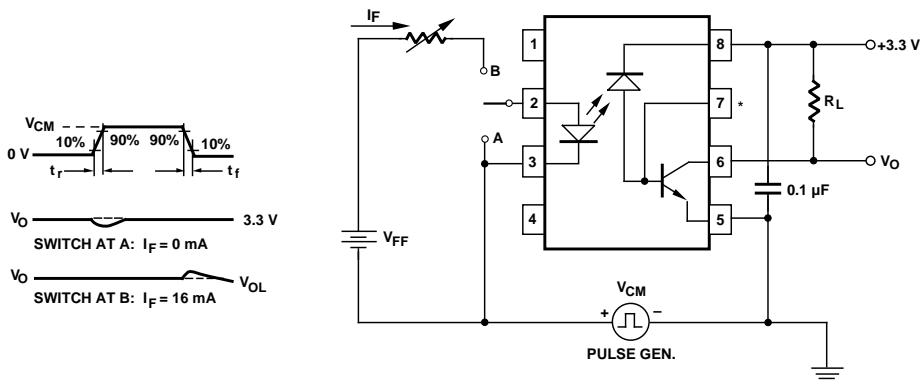 V_CM
0 V
10%
90%
90%
10%
t_r
t_f
V_O
3.3 V
SWITCH AT A: I_F = 0 mA
V_O
V_OL
SWITCH AT B: I_F = 16 mA
I_F
B
A
V_FF
1
2
3
4
8
7
*
6
5
+3.3 V
R_L
V_O
0.1 µF
V_CM
+
–
PULSE GEN.